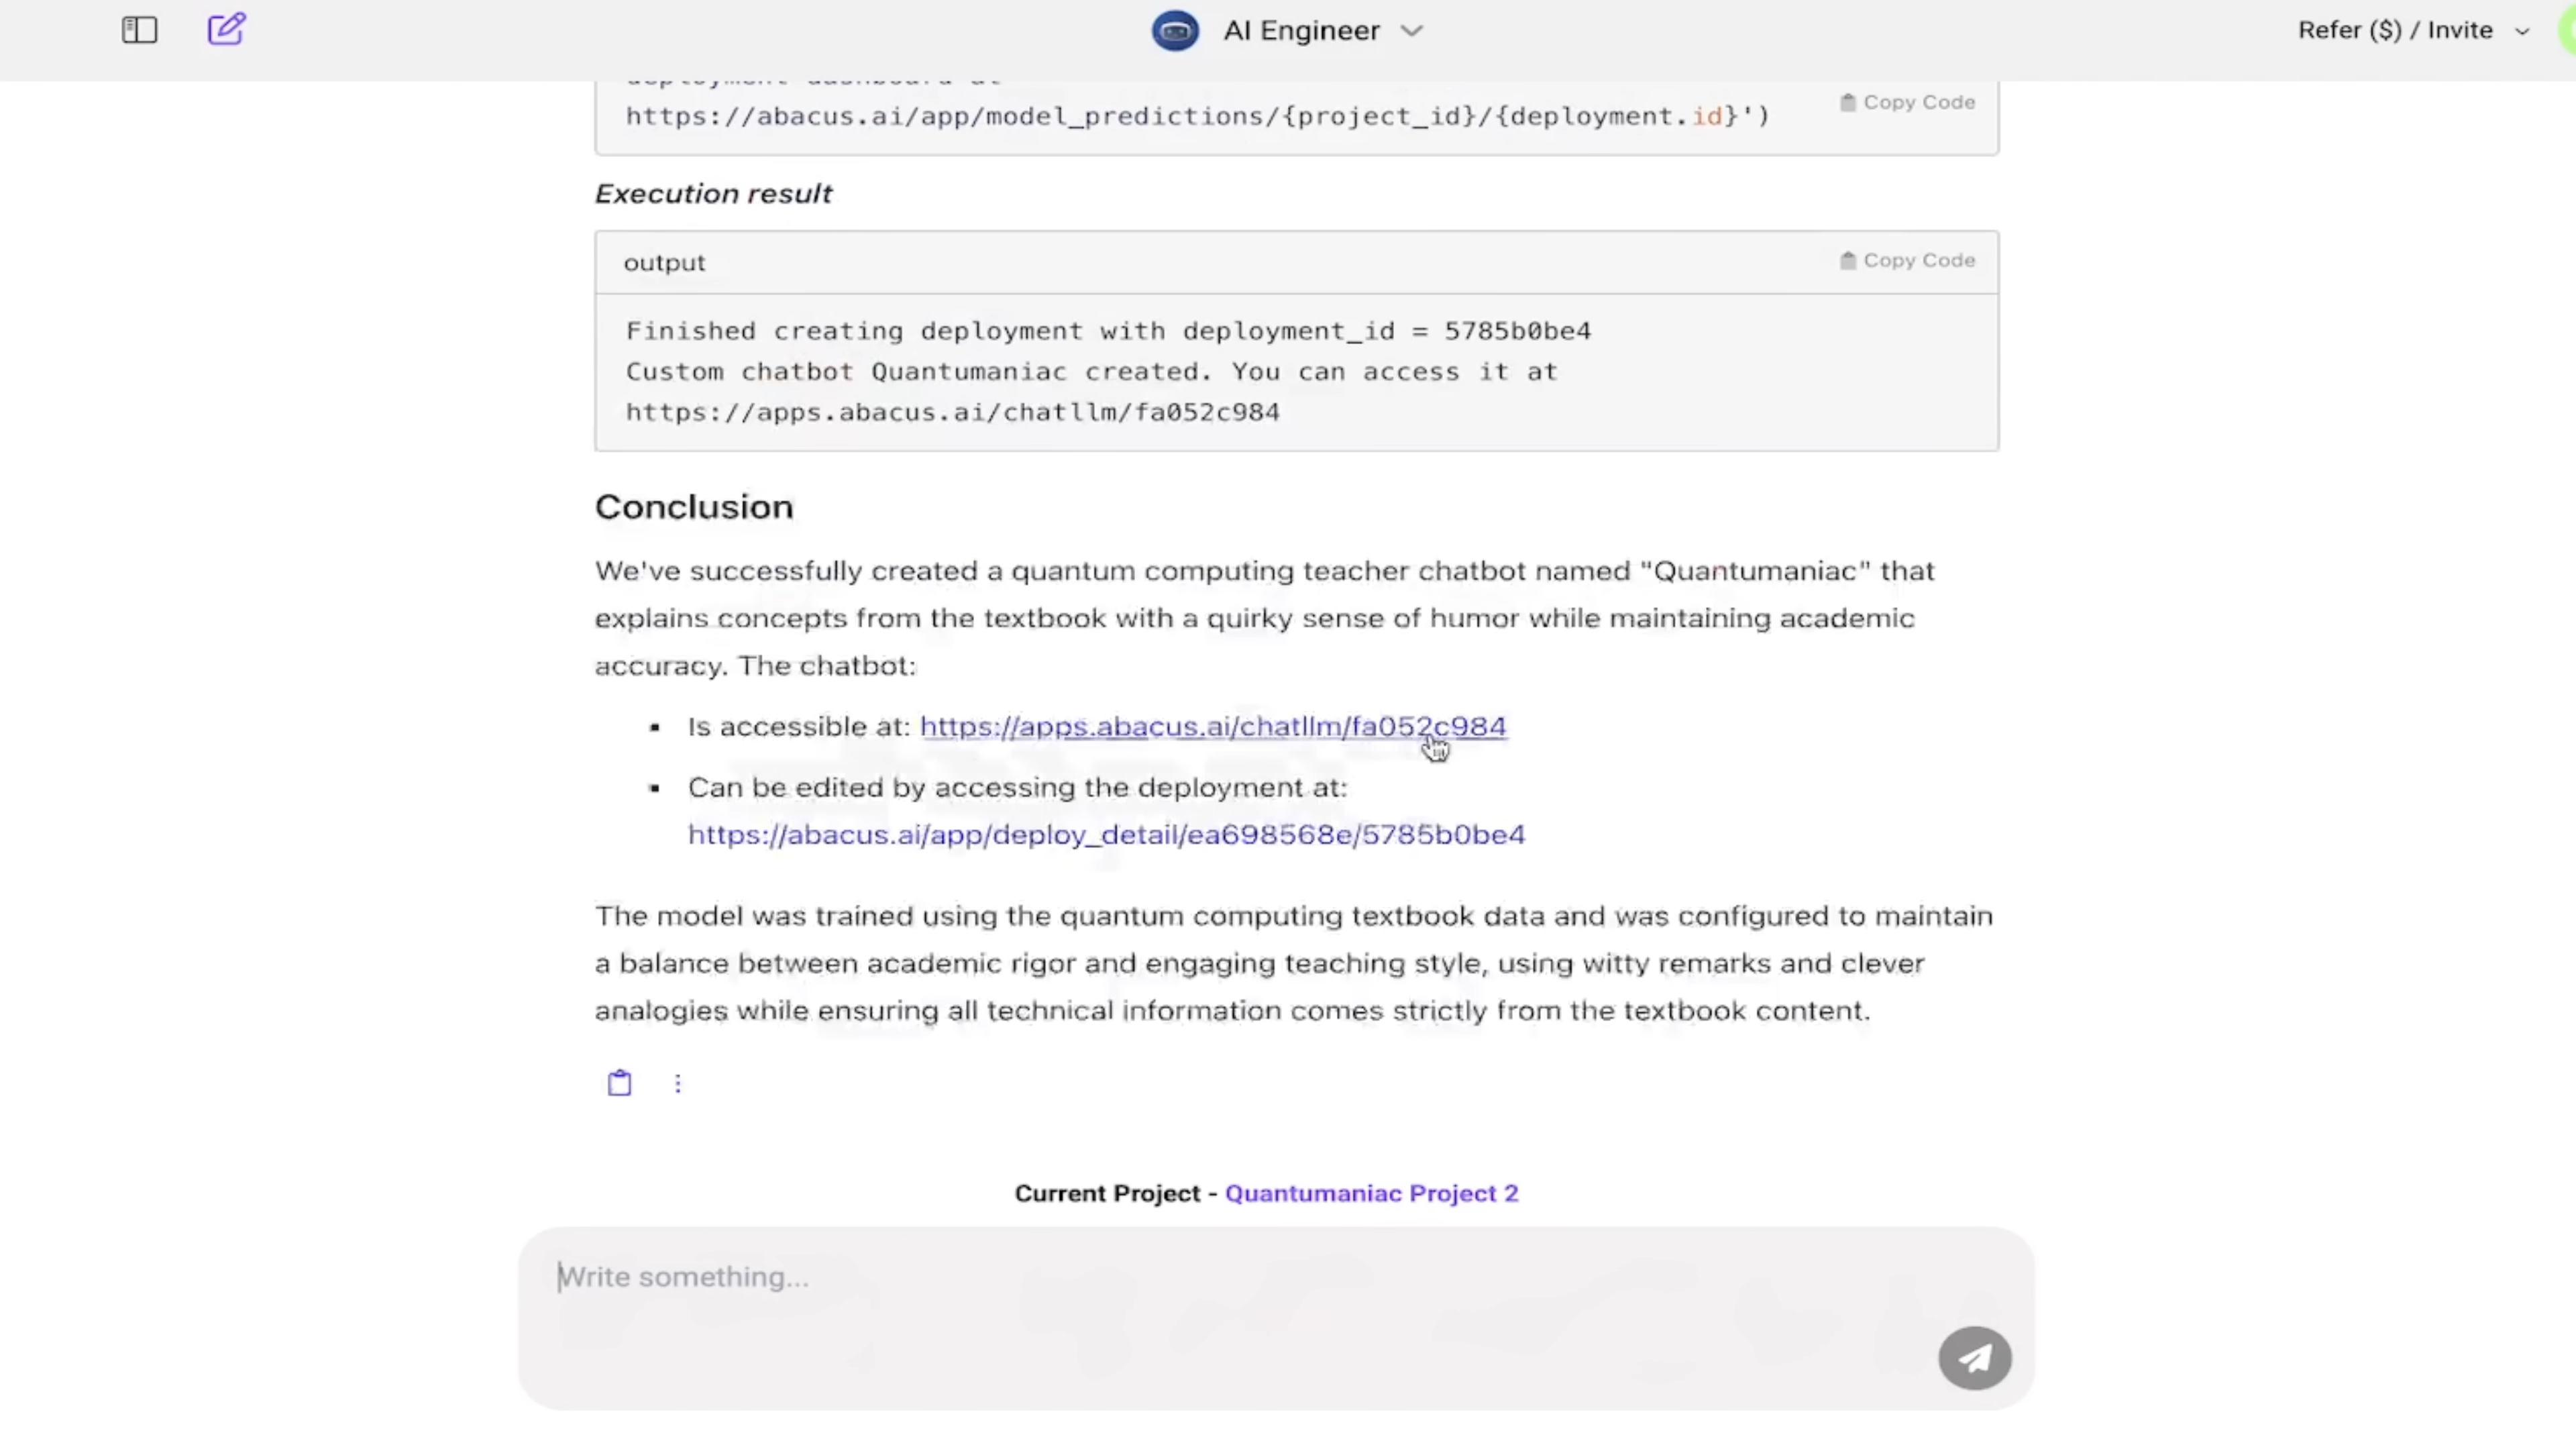 AI Engineer
Refer ($) / Invite
deployment dashboard at
https://abacus.ai/app/model_predictions/{project_id}/{deployment.id}')
Copy Code
Execution result
output
Copy Code
Finished creating deployment with deployment_id = 5785b0be4
Custom chatbot Quantumaniac created. You can access it at
https://apps.abacus.ai/chatllm/fa052c984
Conclusion
We've successfully created a quantum computing teacher chatbot named "Quantumaniac" that
explains concepts from the textbook with a quirky sense of humor while maintaining academic
accuracy. The chatbot:
▪ Is accessible at: https://apps.abacus.ai/chatllm/fa052c984
▪ Can be edited by accessing the deployment at:
https://abacus.ai/app/deploy_detail/ea698568e/5785b0be4
The model was trained using the quantum computing textbook data and was configured to maintain
a balance between academic rigor and engaging teaching style, using witty remarks and clever
analogies while ensuring all technical information comes strictly from the textbook content.
Current Project - Quantumaniac Project 2
Write something...